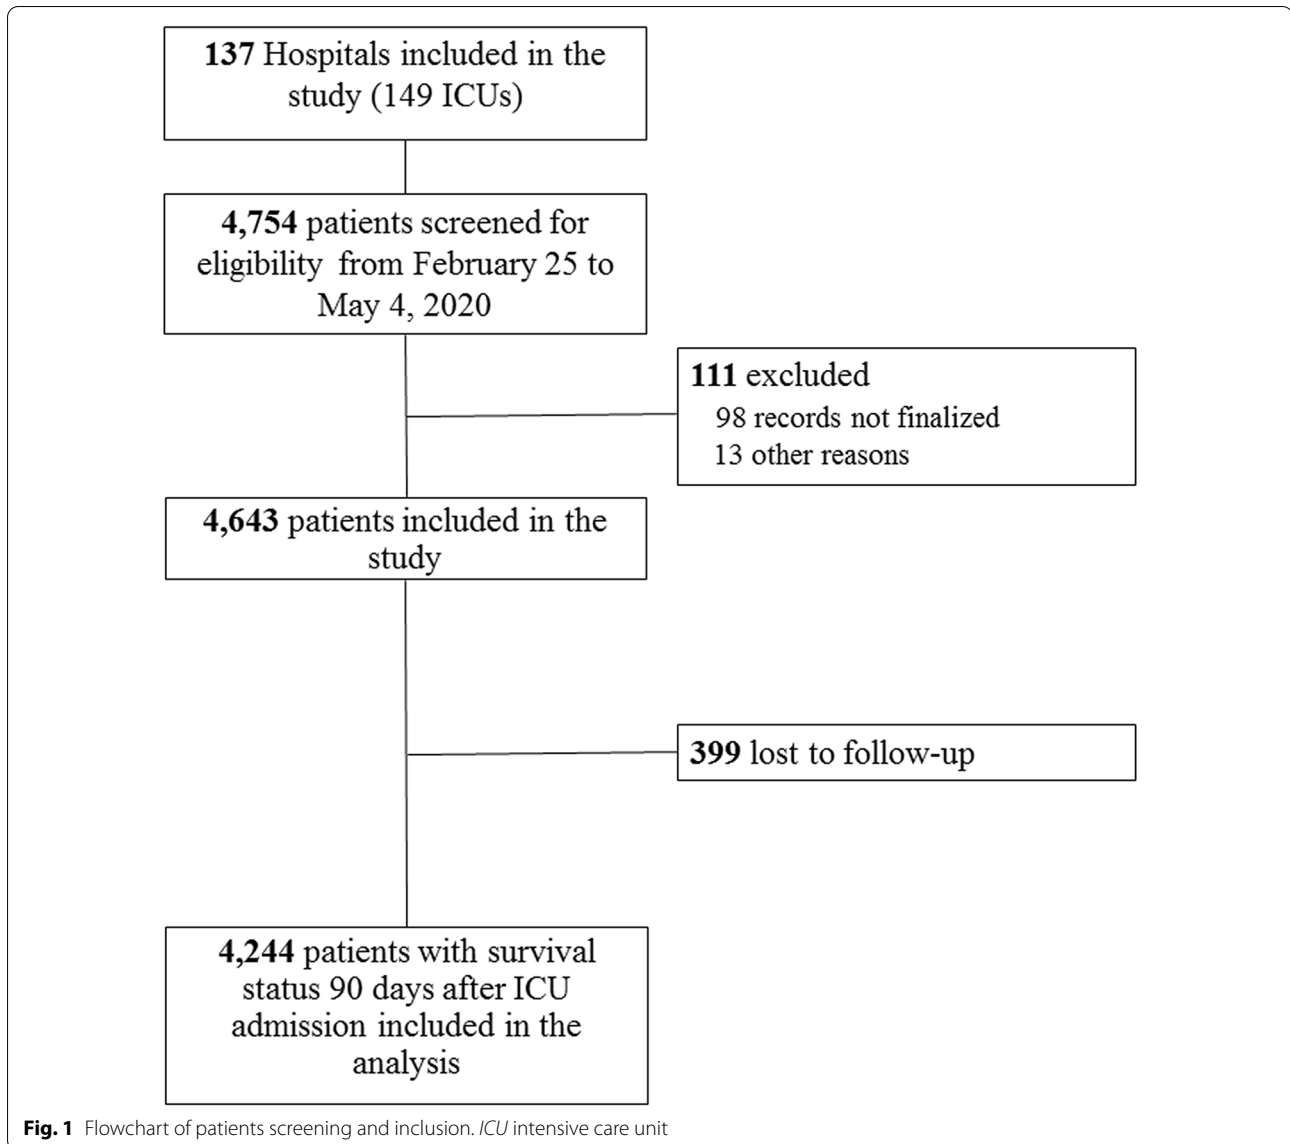 137 Hospitals included in the
study (149 ICUs)
4,754 patients screened for
eligibility from February 25 to
May 4, 2020
111 excluded
98 records not finalized
13 other reasons
4,643 patients included in the
study
399 lost to follow-up
4,244 patients with survival
status 90 days after ICU
admission included in the
analysis
Fig. 1 Flowchart of patients screening and inclusion. ICU intensive care unit